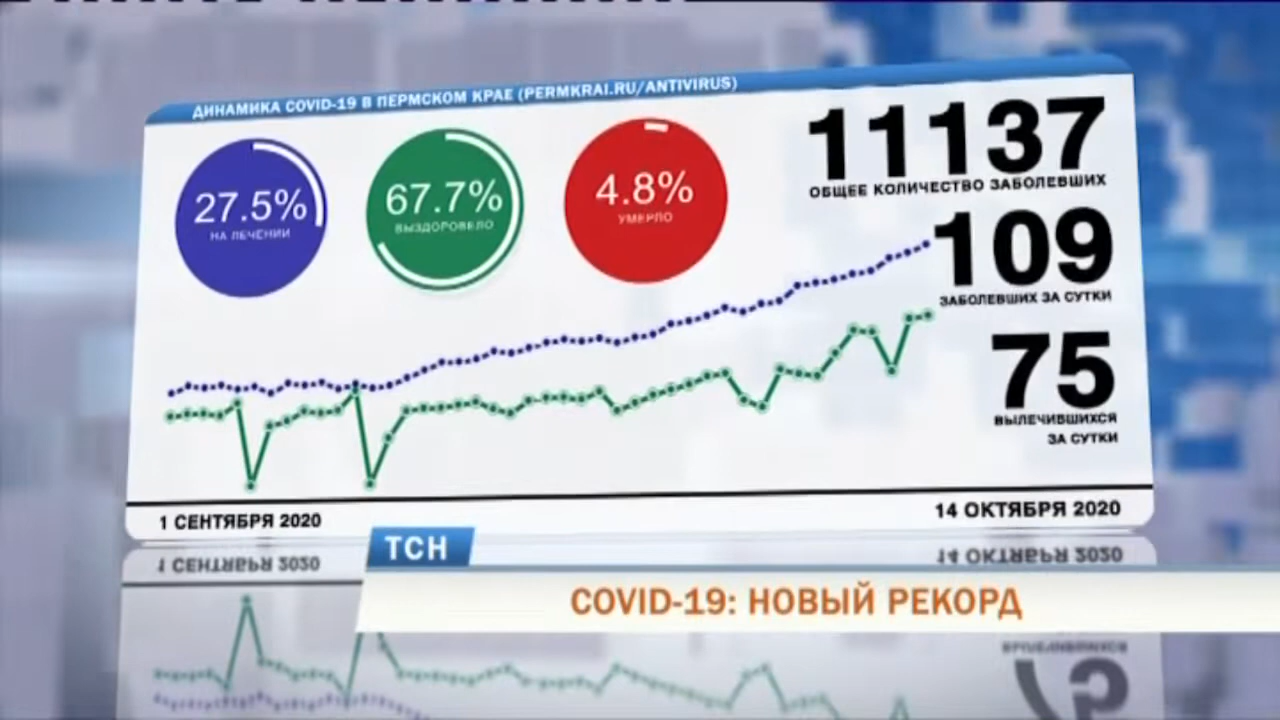 ДИНАМИКА COVID-19 В ПЕРМСКОМ КРАЕ (PERMKRAI.RU/ANTIVIRUS)
27.5%
НА ЛЕЧЕНИИ
67.7%
ВЫЗДОРОВЕЛО
4.8%
УМЕРЛО
11137
ОБЩЕЕ КОЛИЧЕСТВО ЗАБОЛЕВШИХ
109
ЗАБОЛЕВШИХ ЗА СУТКИ
75
ВЫЛЕЧИВШИХСЯ
ЗА СУТКИ
1 СЕНТЯБРЯ 2020
14 ОКТЯБРЯ 2020
ТСН
COVID-19: НОВЫЙ РЕКОРД